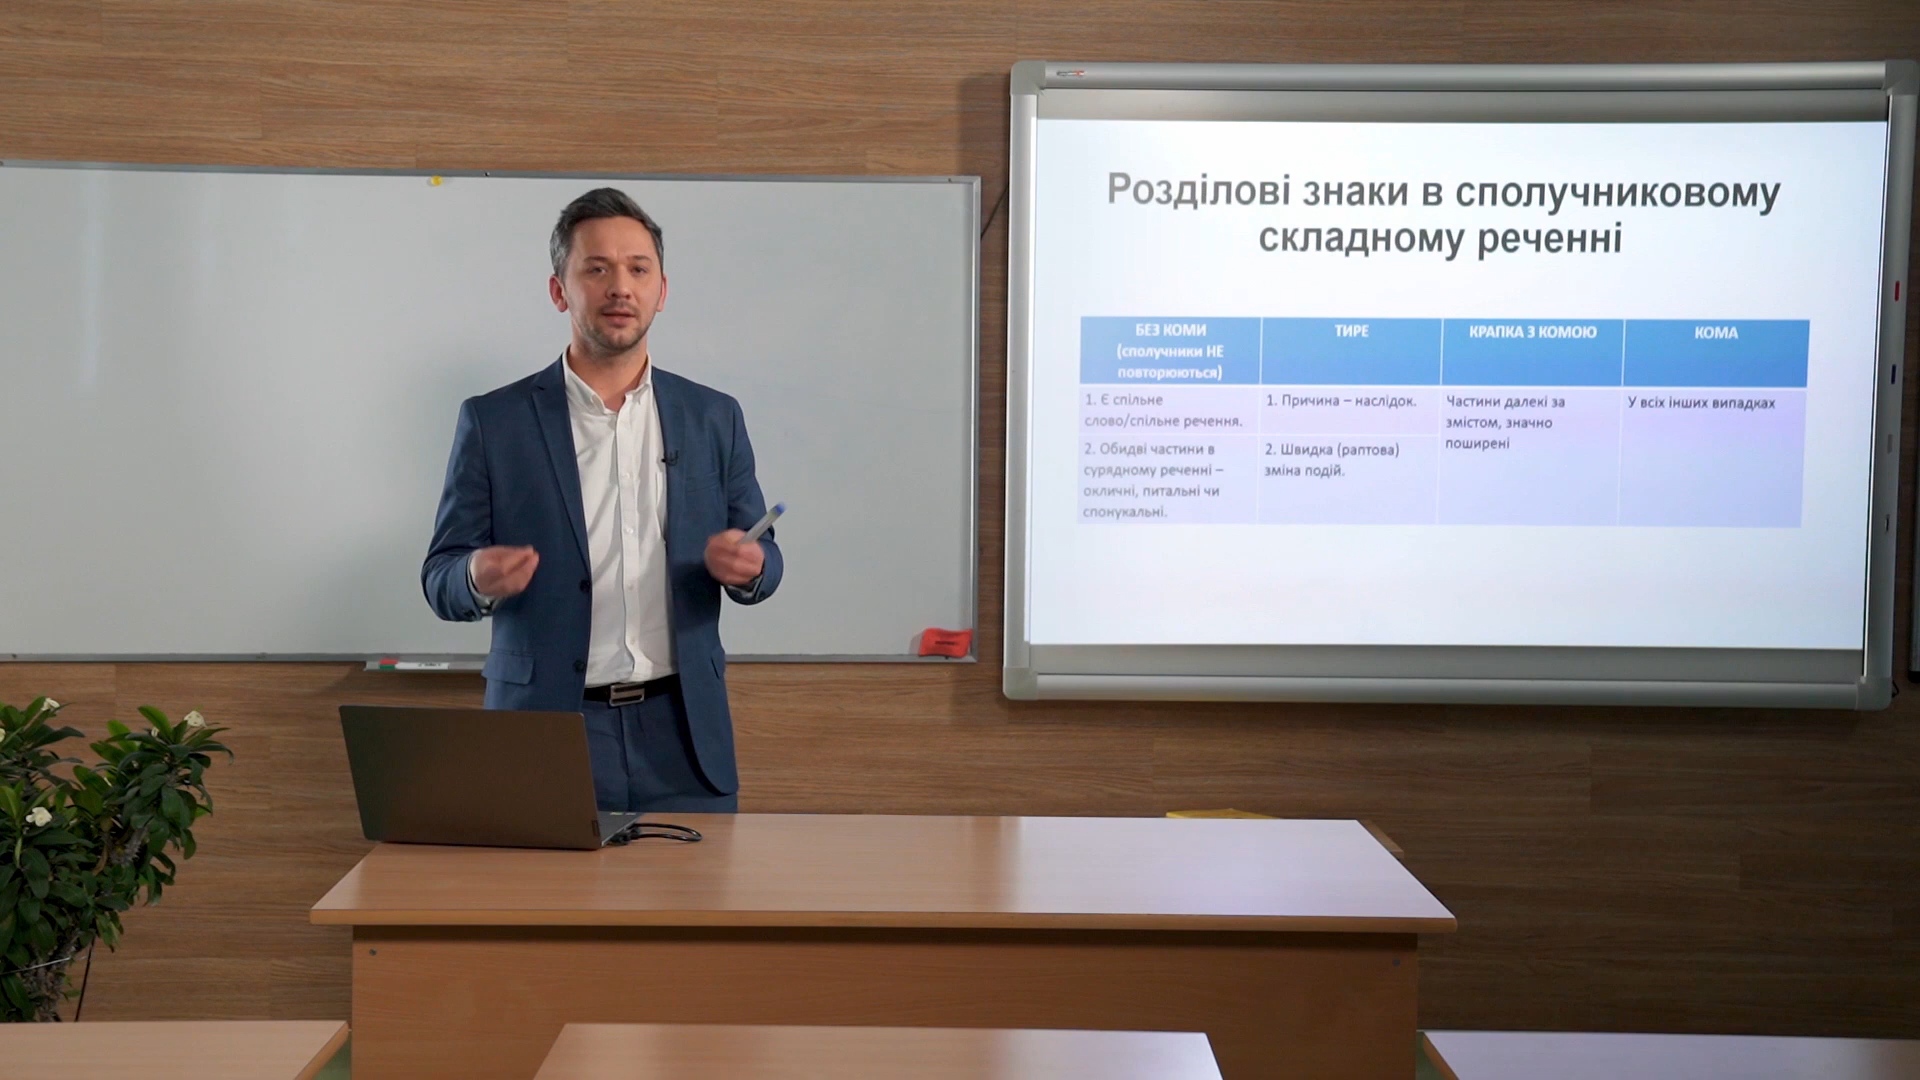 Розділові знаки в сполучниковому
складному реченні
БЕЗ КОМИ
(сполучники НЕ
повторюються)
ТИРЕ
КРАПКА З КОМОЮ
КОМА
1. Є спільне
слово/спільне речення.
1. Причина – наслідок.
Частини далекі за
змістом, значно
поширені
У всіх інших випадках
2. Обидві частини в
сурядному реченні –
окличні, питальні чи
спонукальні.
2. Швидка (раптова)
зміна подій.